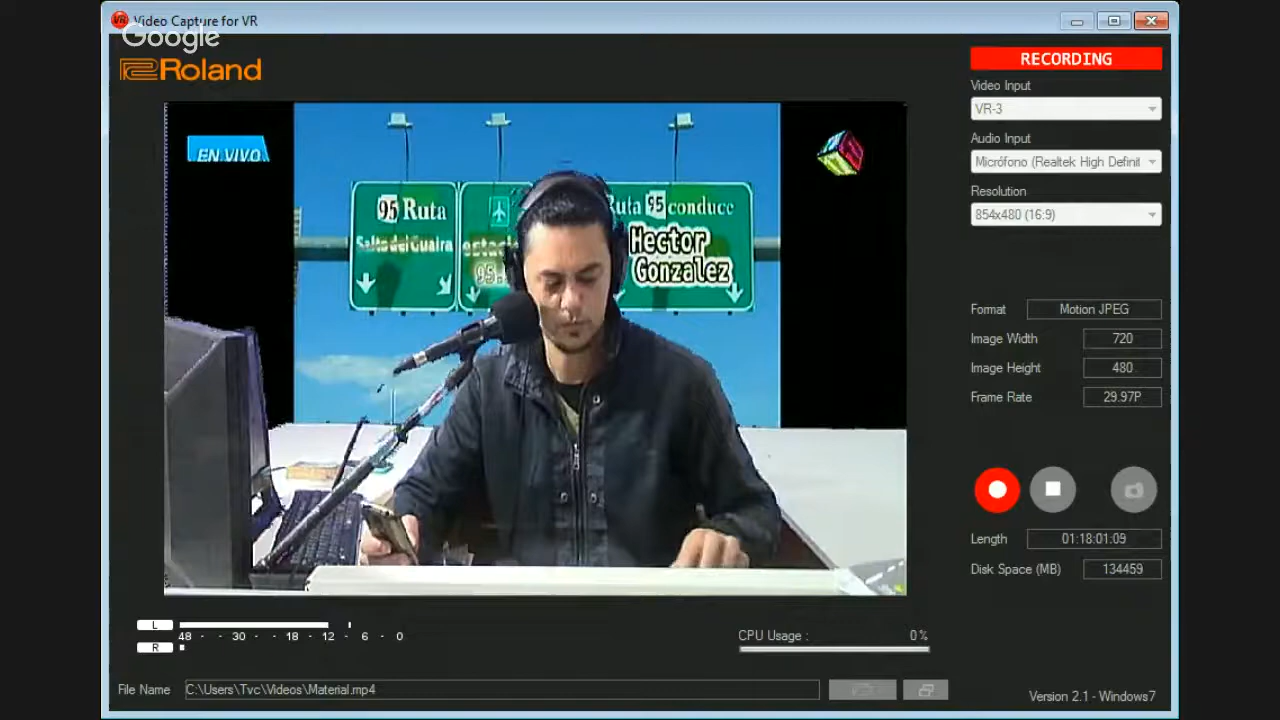 Video Capture for VR
Google
Roland
RECORDING
Video Input
VR-3
Audio Input
Micrófono (Realtek High Definit
Resolution
854x480 (16:9)
EN VIVO
95 Ruta
Salto del Guaira
estacio
95.
Ruta 95 conduce
Hector
Gonzalez
Format Motion JPEG
Image Width 720
Image Height 480
Frame Rate 29.97P
Length 01:18:01:09
Disk Space (MB) 134459
L
48 - - 30 - - 18 - 12 - 6 - 0
R
CPU Usage : 0 %
File Name C:\Users\Tvc\Videos\Material.mp4
Version 2.1 - Windows7